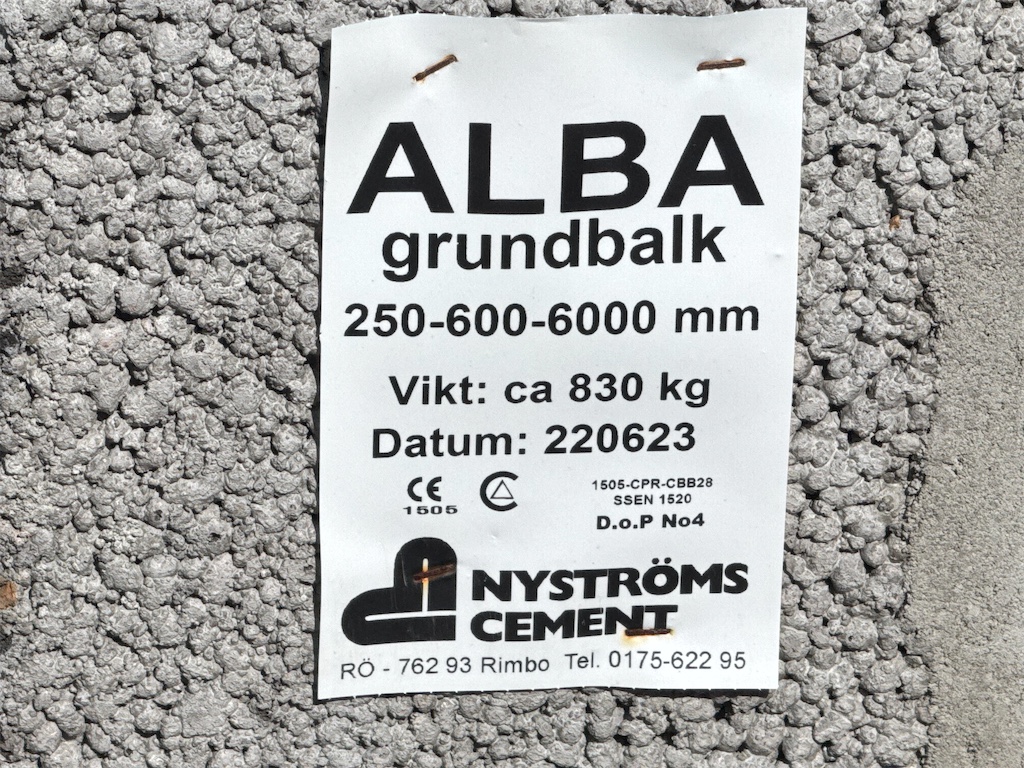 ALBA
grundbalk
250-600-6000 mm
Vikt: ca 830 kg
Datum: 220623
CE
1505
1505-CPR-CBB28
SSEN 1520
D.o.P No4
NYSTRÖMS
CEMENT
RÖ - 762 93 Rimbo Tel. 0175-622 95